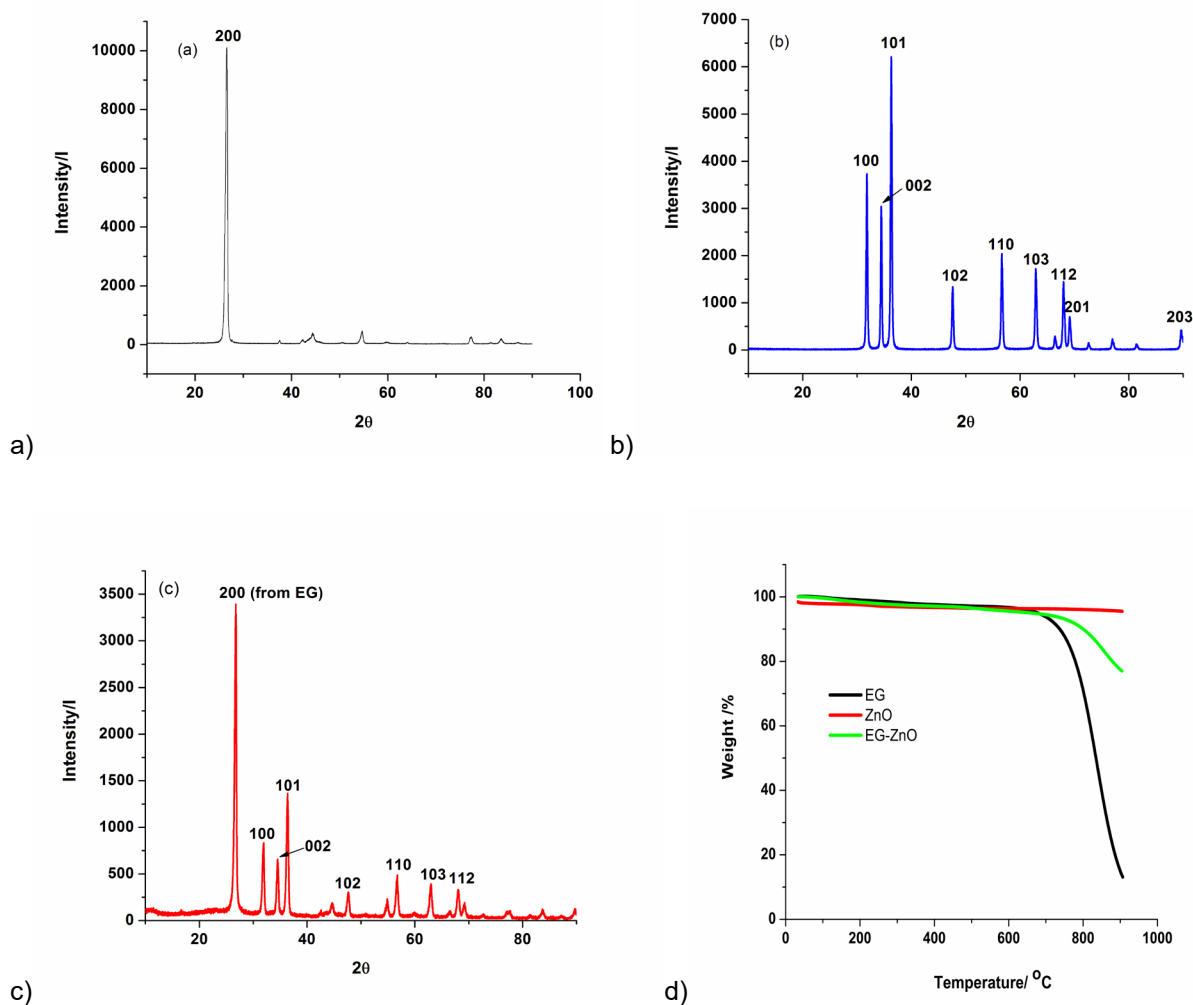 (a)
200
10000
8000
6000
4000
2000
0
Intensity/I
20 40 60 80 100
2θ
a)
(b)
7000
6000
5000
4000
3000
2000
1000
0
Intensity/I
101
100
002
110
103
102
112
201
203
20 40 60 80
2θ
b)
(c)
200 (from EG)
3500
3000
2500
2000
1500
1000
500
0
Intensity/I
101
100
002
102
110
103
112
20 40 60 80
2θ
c)
100
80
60
40
20
0
Weight /%
EG
ZnO
EG-ZnO
0 200 400 600 800 1000
Temperature/ °C
d)